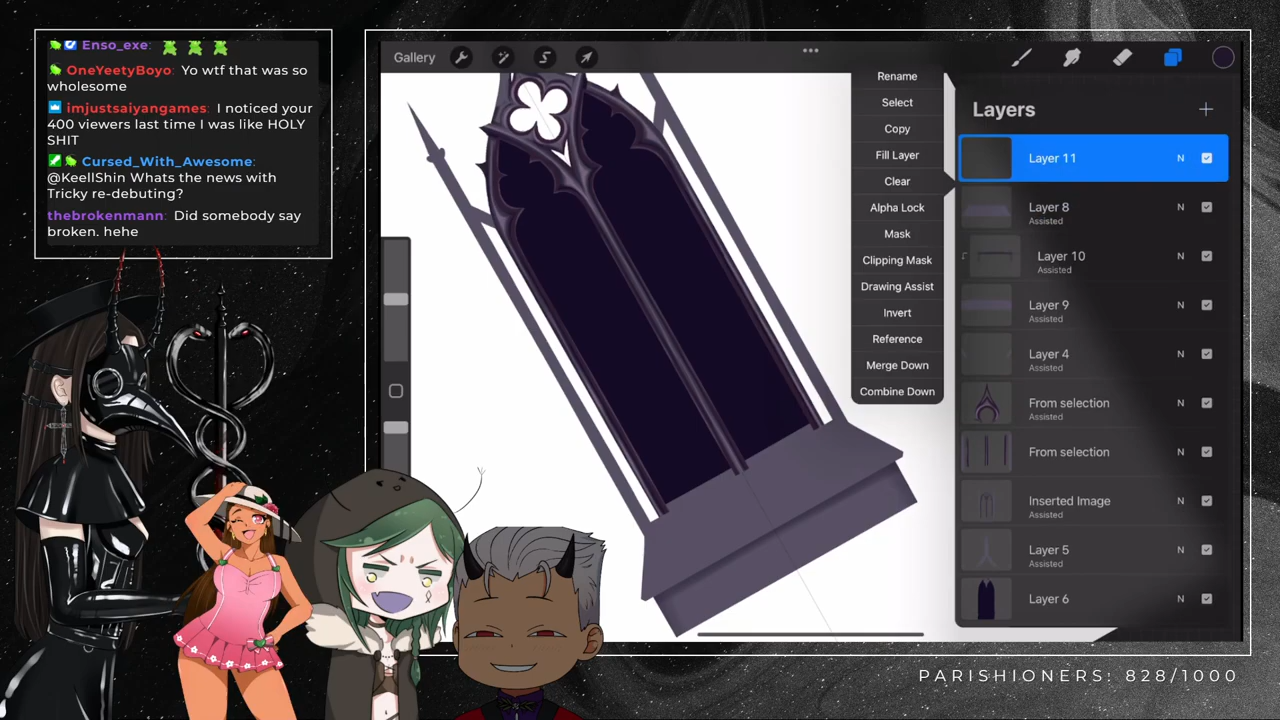 Enso_exe:
OneYeetyBoyo: Yo wtf that was so
wholesome
imjustsaiyangames: I noticed your
400 viewers last time I was like HOLY
SHIT
Cursed_With_Awesome:
@KeellShin Whats the news with
Tricky re-debuting?
thebrokenmann: Did somebody say
broken. hehe
Gallery
Rename
Select
Copy
Fill Layer
Clear
Alpha Lock
Mask
Clipping Mask
Drawing Assist
Invert
Reference
Merge Down
Combine Down
Layers
Layer 11 N
Layer 8 N
Assisted
Layer 10 N
Assisted
Layer 9 N
Assisted
Layer 4 N
Assisted
From selection N
Assisted
From selection N
Inserted Image N
Assisted
Layer 5 N
Assisted
Layer 6 N
PARISHIONERS: 828/1000